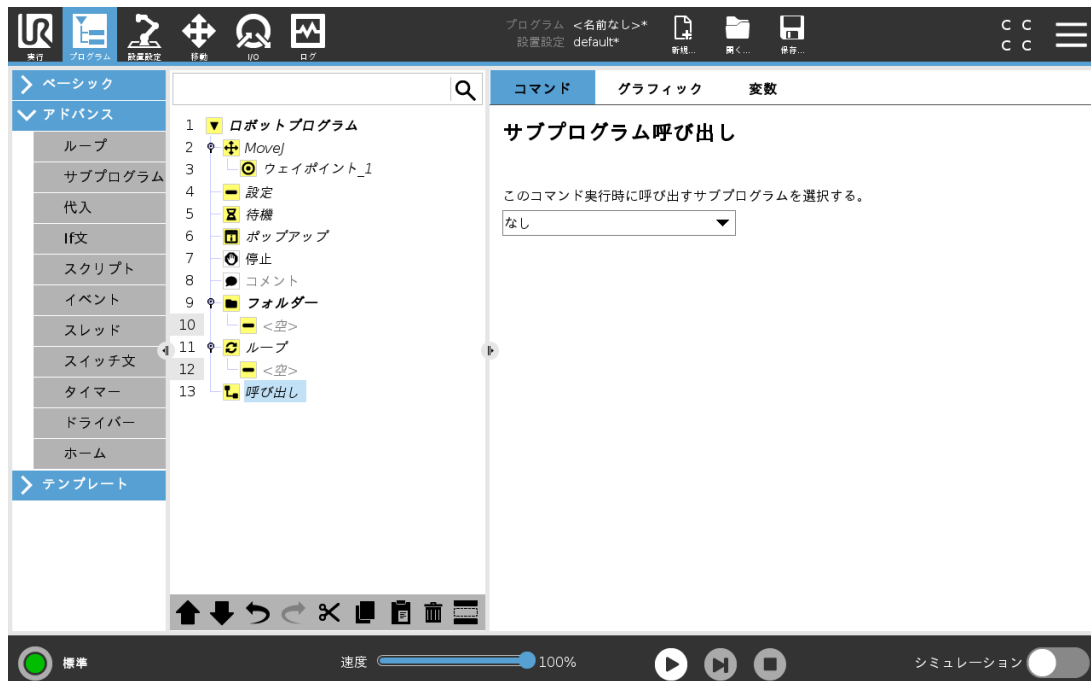 UR
実行
プログラム
設置設定
移動
I/O
ログ
プログラム <名前なし>*
設置設定 default*
新規...
開く...
保存...
C C
C C
ベーシック
アドバンス
ループ
サブプログラム
代入
If文
スクリプト
イベント
スレッド
スイッチ文
タイマー
ドライバー
ホーム
テンプレート
1 ロボットプログラム
2 MoveJ
3 ウェイポイント_1
4 設定
5 待機
6 ポップアップ
7 停止
8 コメント
9 フォルダー
10 <空>
11 ループ
12 <空>
13 呼び出し
コマンド グラフィック 変数
サブプログラム呼び出し
このコマンド実行時に呼び出すサブプログラムを選択する。
なし
標準
速度 100%
シミュレーション